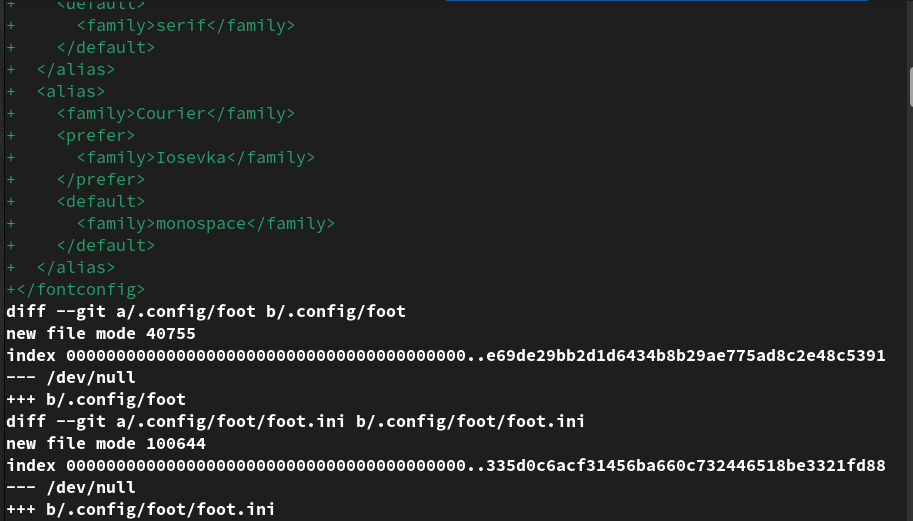 +    <default>
+      <family>serif</family>
+    </default>
+  </alias>
+  <alias>
+    <family>Courier</family>
+    <prefer>
+      <family>Iosevka</family>
+    </prefer>
+    <default>
+      <family>monospace</family>
+    </default>
+  </alias>
+</fontconfig>
diff --git a/.config/foot b/.config/foot
new file mode 40755
index 0000000000000000000000000000000000000000..e69de29bb2d1d6434b8b29ae775ad8c2e48c5391
--- /dev/null
+++ b/.config/foot
diff --git a/.config/foot/foot.ini b/.config/foot/foot.ini
new file mode 100644
index 0000000000000000000000000000000000000000..335d0c6acf31456ba660c732446518be3321fd88
--- /dev/null
+++ b/.config/foot/foot.ini